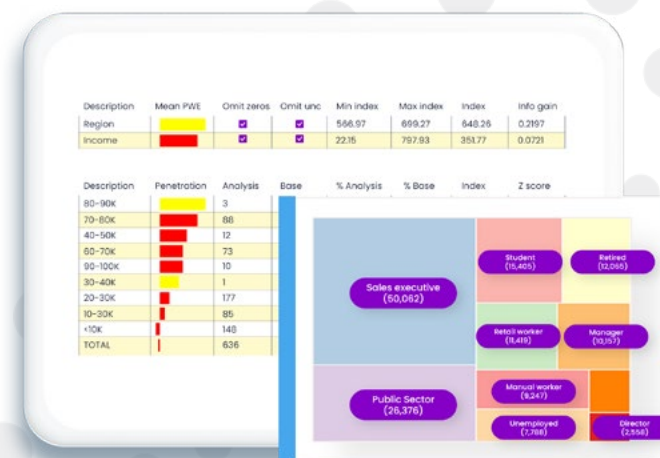 Description Mean PWE Omit zeros Omit unc Min index Max index Index Info gain
Region 566.97 699.27 648.26 0.2197
Income 22.15 797.93 351.77 0.0721
Description Penetration Analysis Base % Analysis % Base Index Z score
80-90K 3
70-80K 88
40-50K 12
60-70K 73
90-100K 10
30-40K 1
20-30K 177
10-30K 85
<10K 148
TOTAL 636
Sales executive
(50,062)
Student
(15,405)
Retired
(12,065)
Retail worker
(11,419)
Manager
(10,157)
Public Sector
(26,376)
Manual worker
(9,247)
Unemployed
(7,788)
Director
(2,558)